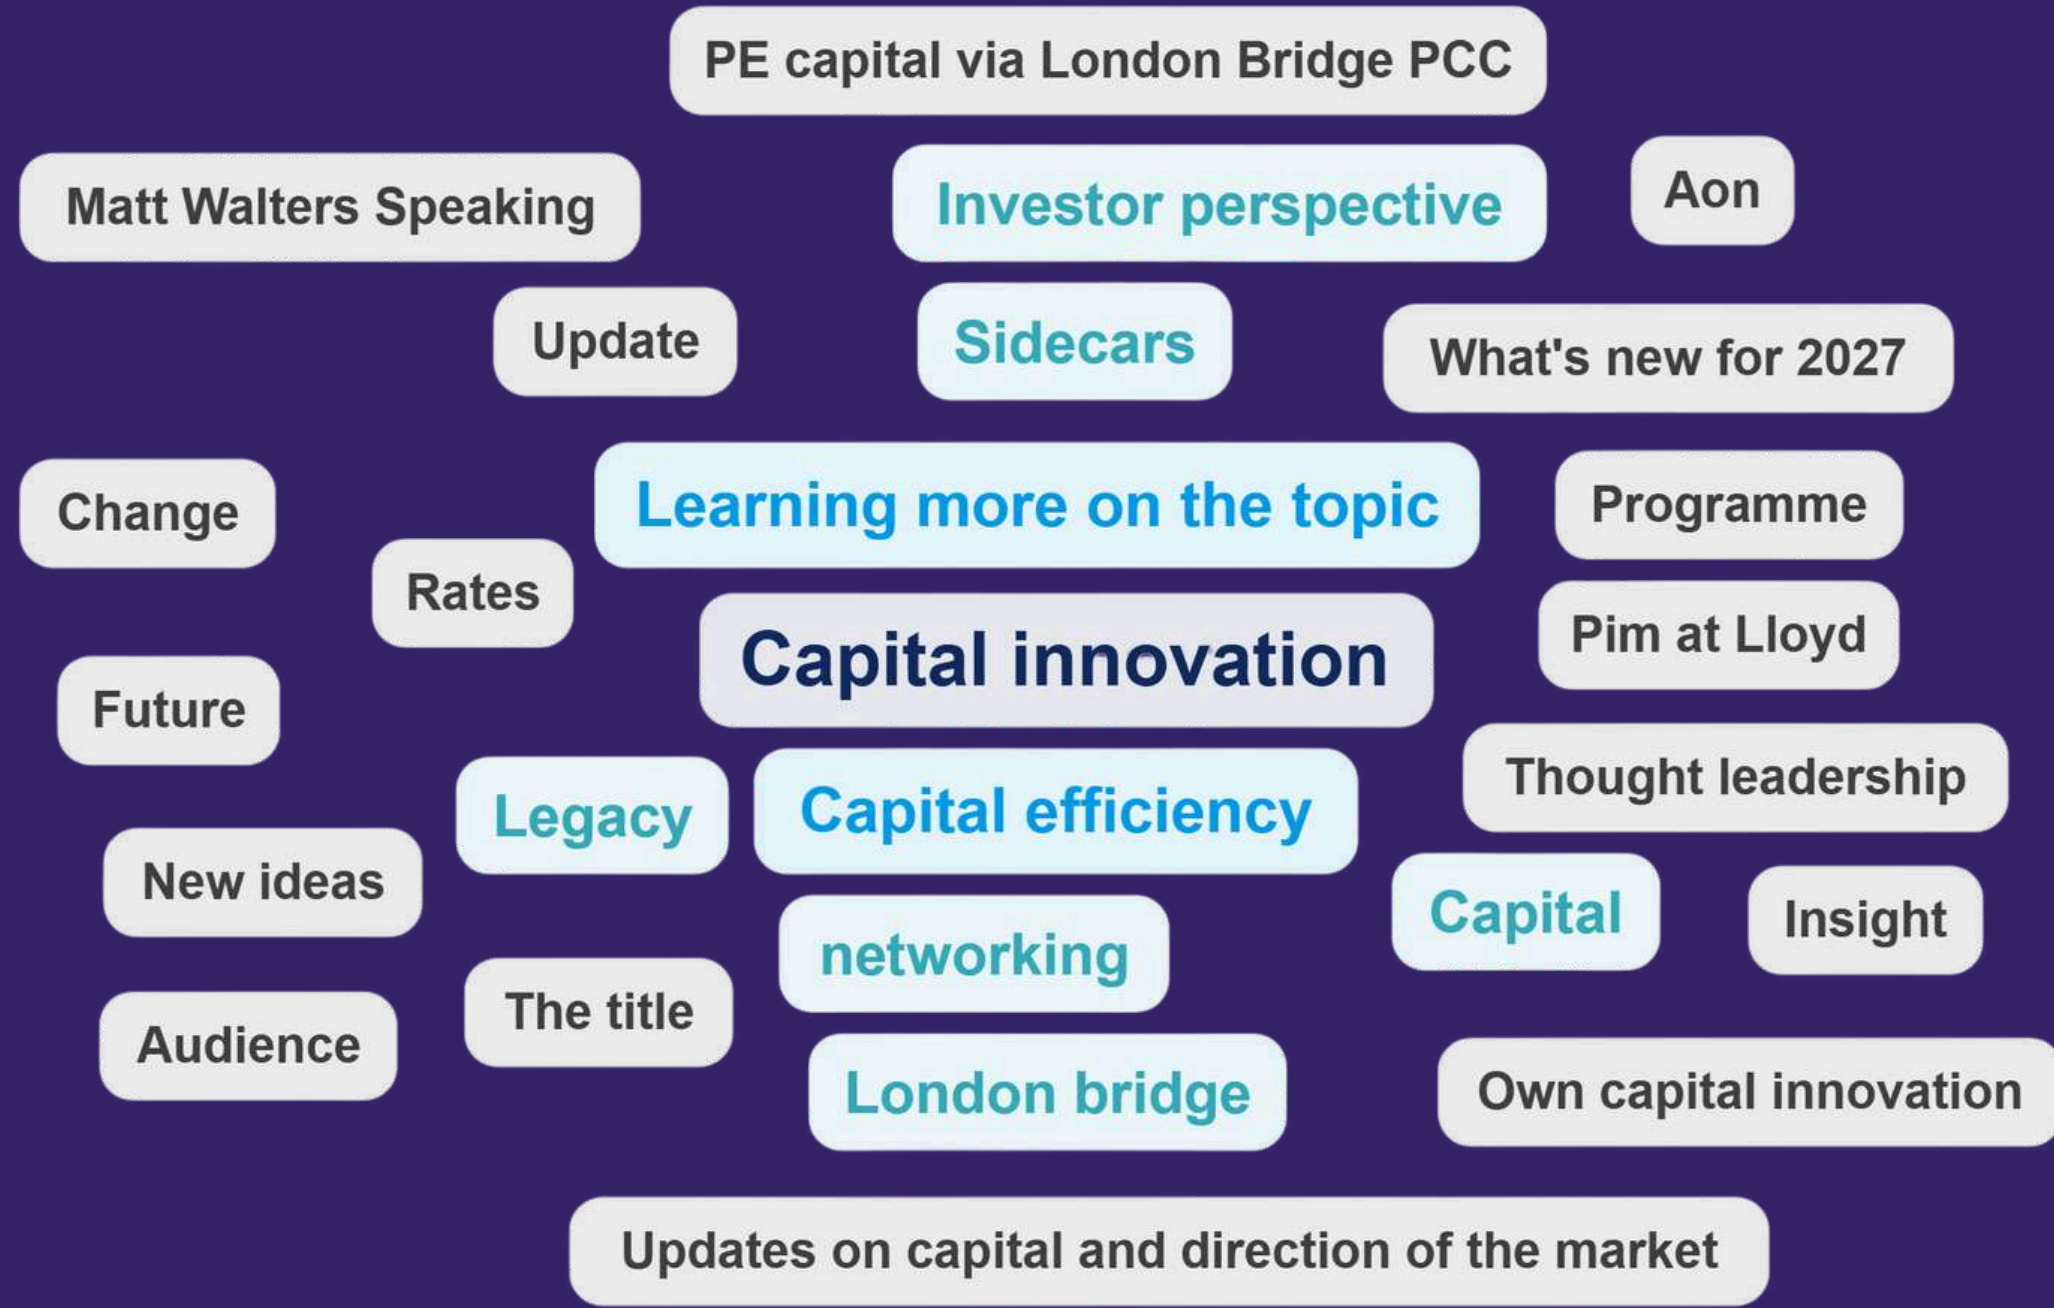 PE capital via London Bridge PCC
Matt Walters Speaking
Investor perspective
Aon
Update
Sidecars
What's new for 2027
Change
Learning more on the topic
Programme
Rates
Capital innovation
Pim at Lloyd
Future
Legacy
Capital efficiency
Thought leadership
New ideas
networking
Capital
Insight
Audience
The title
London bridge
Own capital innovation
Updates on capital and direction of the market